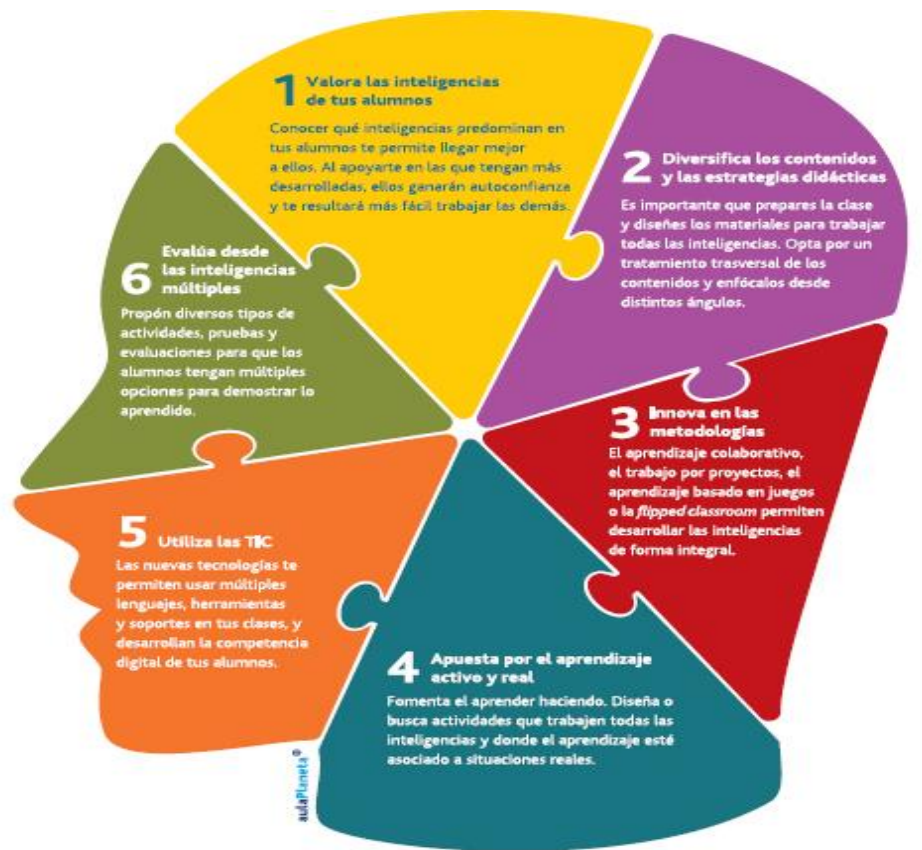 1 Valora las inteligencias
de tus alumnos
Conocer qué inteligencias predominan en
tus alumnos te permite llegar mejor
a ellos. Al apoyarte en las que tengan más
desarrolladas, ellos ganarán autoconfianza
y te resultará más fácil trabajar las demás.
2 Diversifica los contenidos
y las estrategias didácticas
Es importante que prepares la clase
y diseñes los materiales para trabajar
todas las inteligencias. Opta por un
tratamiento trasversal de los
contenidos y enfócalos desde
distintos ángulos.
3 Innova en las
metodologías
El aprendizaje colaborativo,
el trabajo por proyectos, el
aprendizaje basado en juegos
o la flipped classroom permiten
desarrollar las inteligencias
de forma integral.
4 Apuesta por el aprendizaje
activo y real
Fomenta el aprender haciendo. Diseña o
busca actividades que trabajen todas las
inteligencias y donde el aprendizaje esté
asociado a situaciones reales.
5 Utiliza las TIC
Las nuevas tecnologías te
permiten usar múltiples
lenguajes, herramientas
y soportes en tus clases, y
desarrollan la competencia
digital de tus alumnos.
6 Evalúa desde
las inteligencias
múltiples
Propón diversos tipos de
actividades, pruebas y
evaluaciones para que los
alumnos tengan múltiples
opciones para demostrar lo
aprendido.
aulaPlaneta®